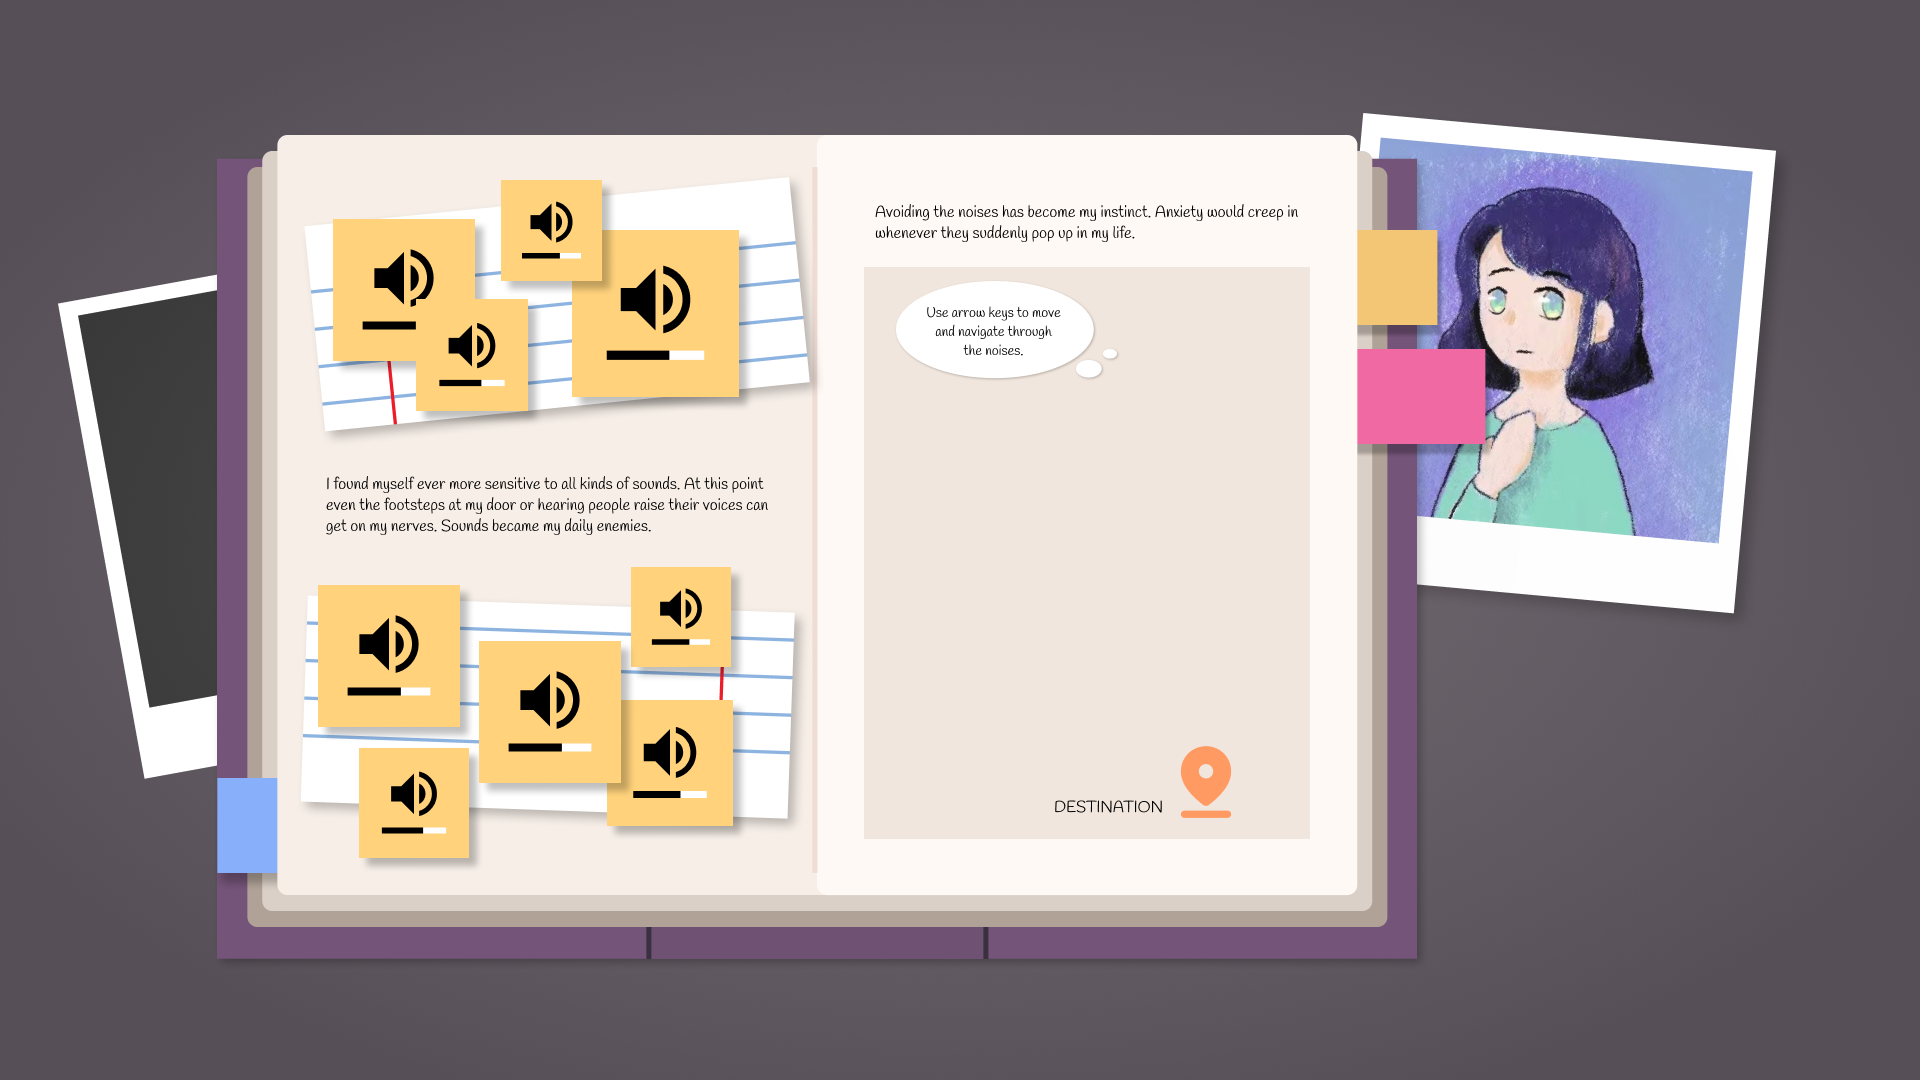 I found myself ever more sensitive to all kinds of sounds. At this point
even the footsteps at my door or hearing people raise their voices can
get on my nerves. Sounds became my daily enemies.
Avoiding the noises has become my instinct. Anxiety would creep in
whenever they suddenly pop up in my life.
Use arrow keys to move
and navigate through
the noises.
DESTINATION